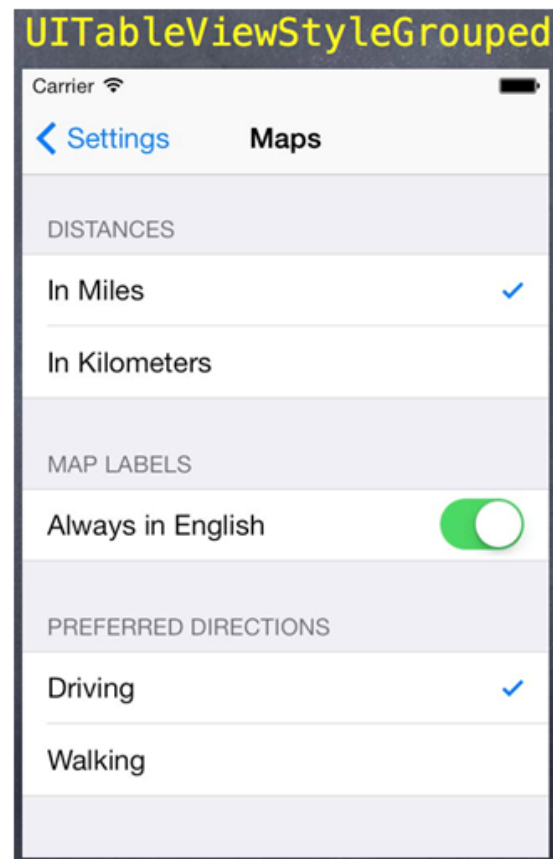 UITableViewStyleGrouped
Carrier
Settings Maps
DISTANCES
In Miles
In Kilometers
MAP LABELS
Always in English
PREFERRED DIRECTIONS
Driving
Walking